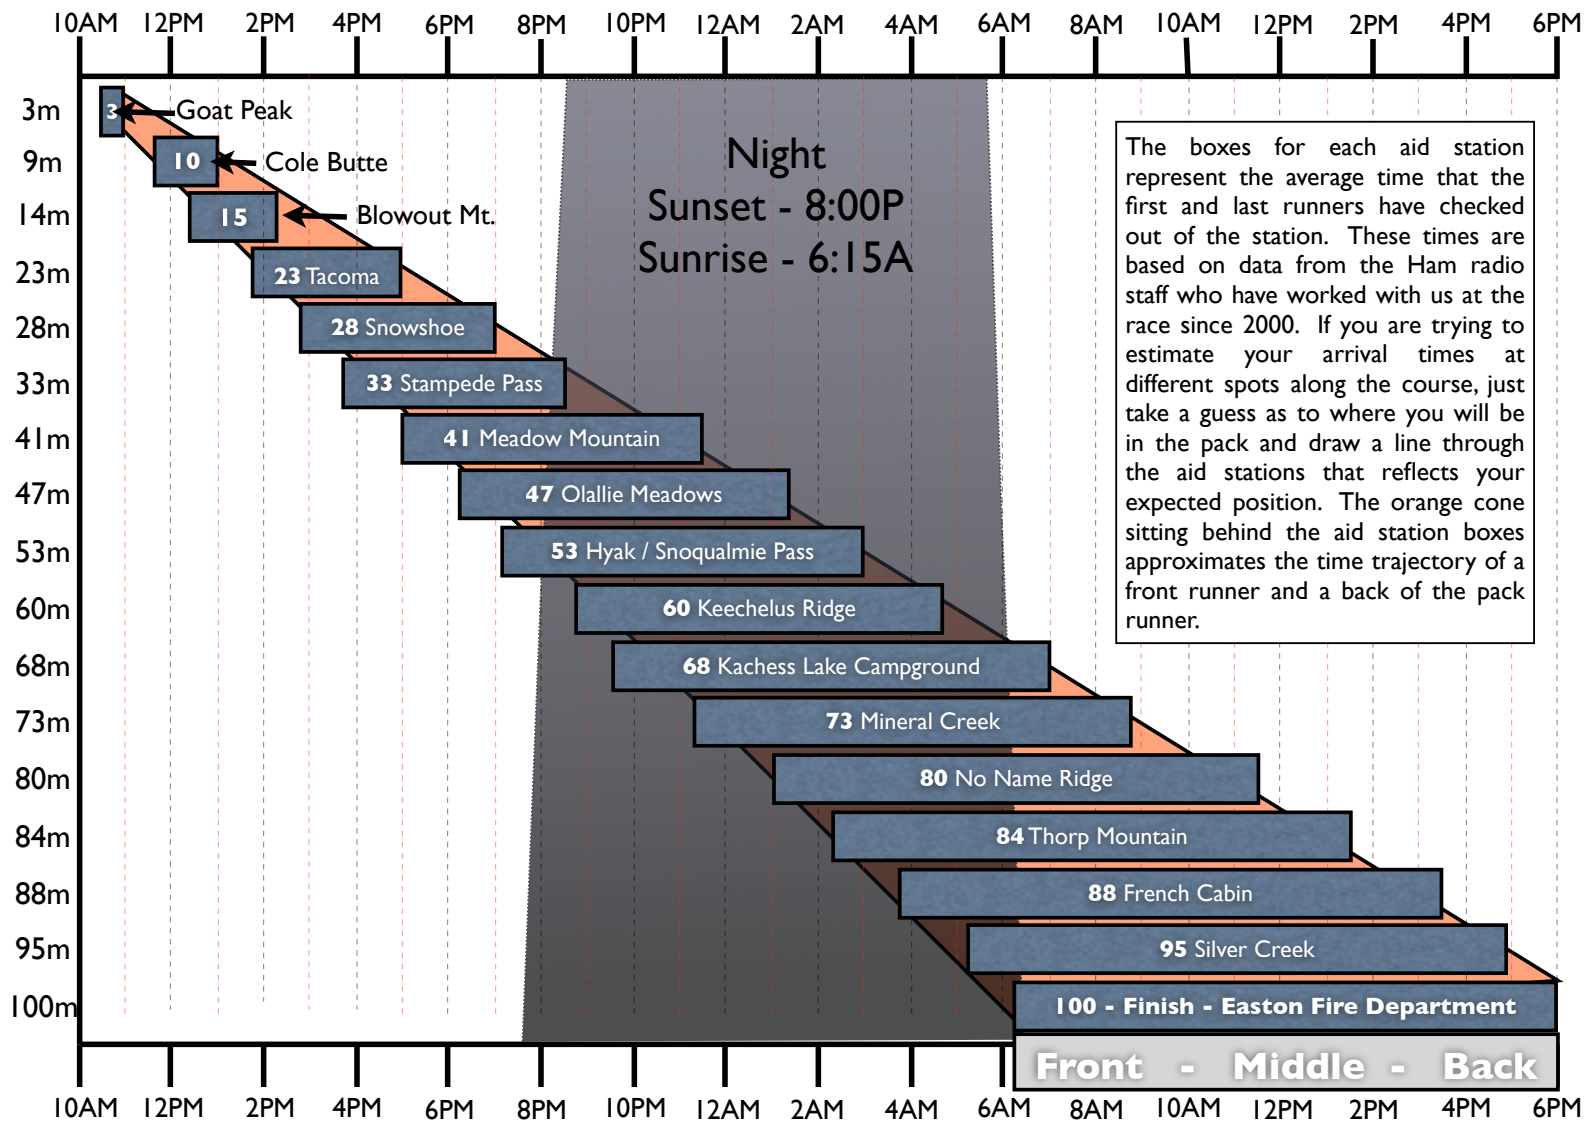 10AM 12PM 2PM 4PM 6PM 8PM 10PM 12AM 2AM 4AM 6AM 8AM 10AM 12PM 2PM 4PM 6PM
3m 3 Goat Peak
9m 10 Cole Butte
14m 15 Blowout Mt.
23m 23 Tacoma
28m 28 Snowshoe
33m 33 Stampede Pass
41m 41 Meadow Mountain
47m 47 Olallie Meadows
53m 53 Hyak / Snoqualmie Pass
60m 60 Keechelus Ridge
68m 68 Kachess Lake Campground
73m 73 Mineral Creek
80m 80 No Name Ridge
84m 84 Thorp Mountain
88m 88 French Cabin
95m 95 Silver Creek
100m 100 - Finish - Easton Fire Department
Night
Sunset - 8:00P
Sunrise - 6:15A
The boxes for each aid station
represent the average time that the
first and last runners have checked
out of the station. These times are
based on data from the Ham radio
staff who have worked with us at the
race since 2000. If you are trying to
estimate your arrival times at
different spots along the course, just
take a guess as to where you will be
in the pack and draw a line through
the aid stations that reflects your
expected position. The orange cone
sitting behind the aid station boxes
approximates the time trajectory of a
front runner and a back of the pack
runner.
Front - Middle - Back
10AM 12PM 2PM 4PM 6PM 8PM 10PM 12AM 2AM 4AM 6AM 8AM 10AM 12PM 2PM 4PM 6PM